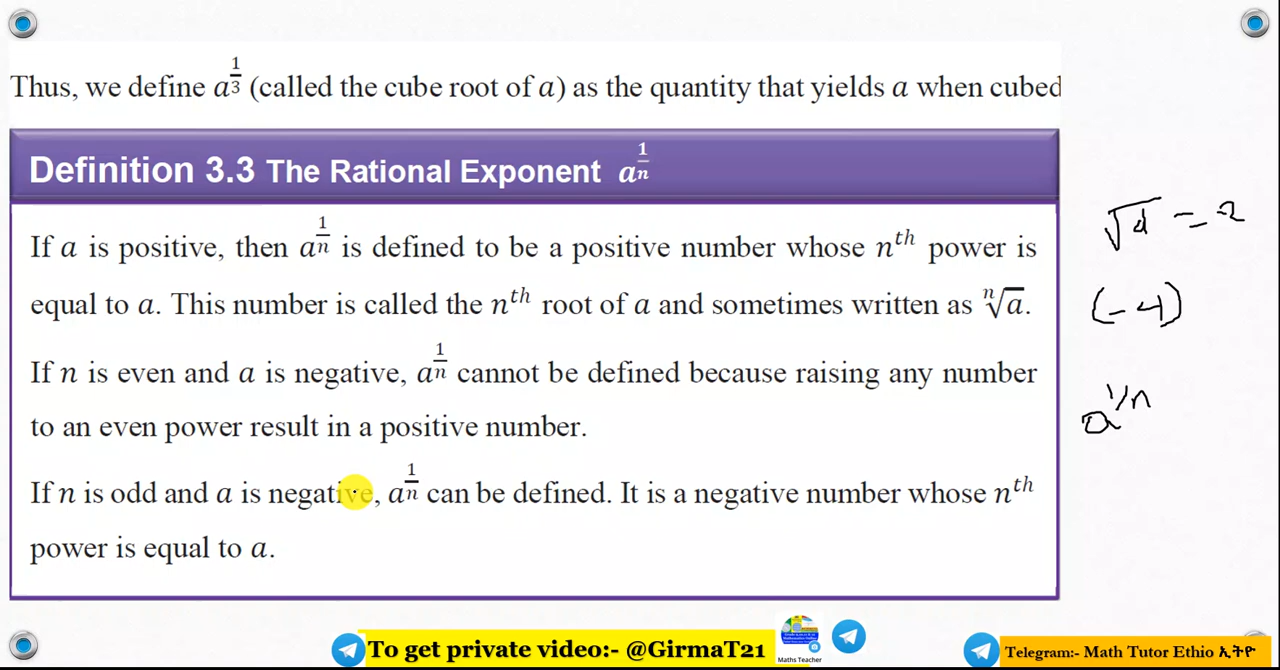 Thus, we define a^{1/3} (called the cube root of a) as the quantity that yields a when cubed
Definition 3.3 The Rational Exponent a^{1/n}
If a is positive, then a^{1/n} is defined to be a positive number whose n^{th} power is
equal to a. This number is called the n^{th} root of a and sometimes written as ⁿ√a.
If n is even and a is negative, a^{1/n} cannot be defined because raising any number
to an even power result in a positive number.
If n is odd and a is negative, a^{1/n} can be defined. It is a negative number whose n^{th}
power is equal to a.
√4 = 2
(-4)
a^{1/n}
To get private video:- @GirmaT21
Maths Teacher
Telegram:- Math Tutor Ethio ኢትዮ